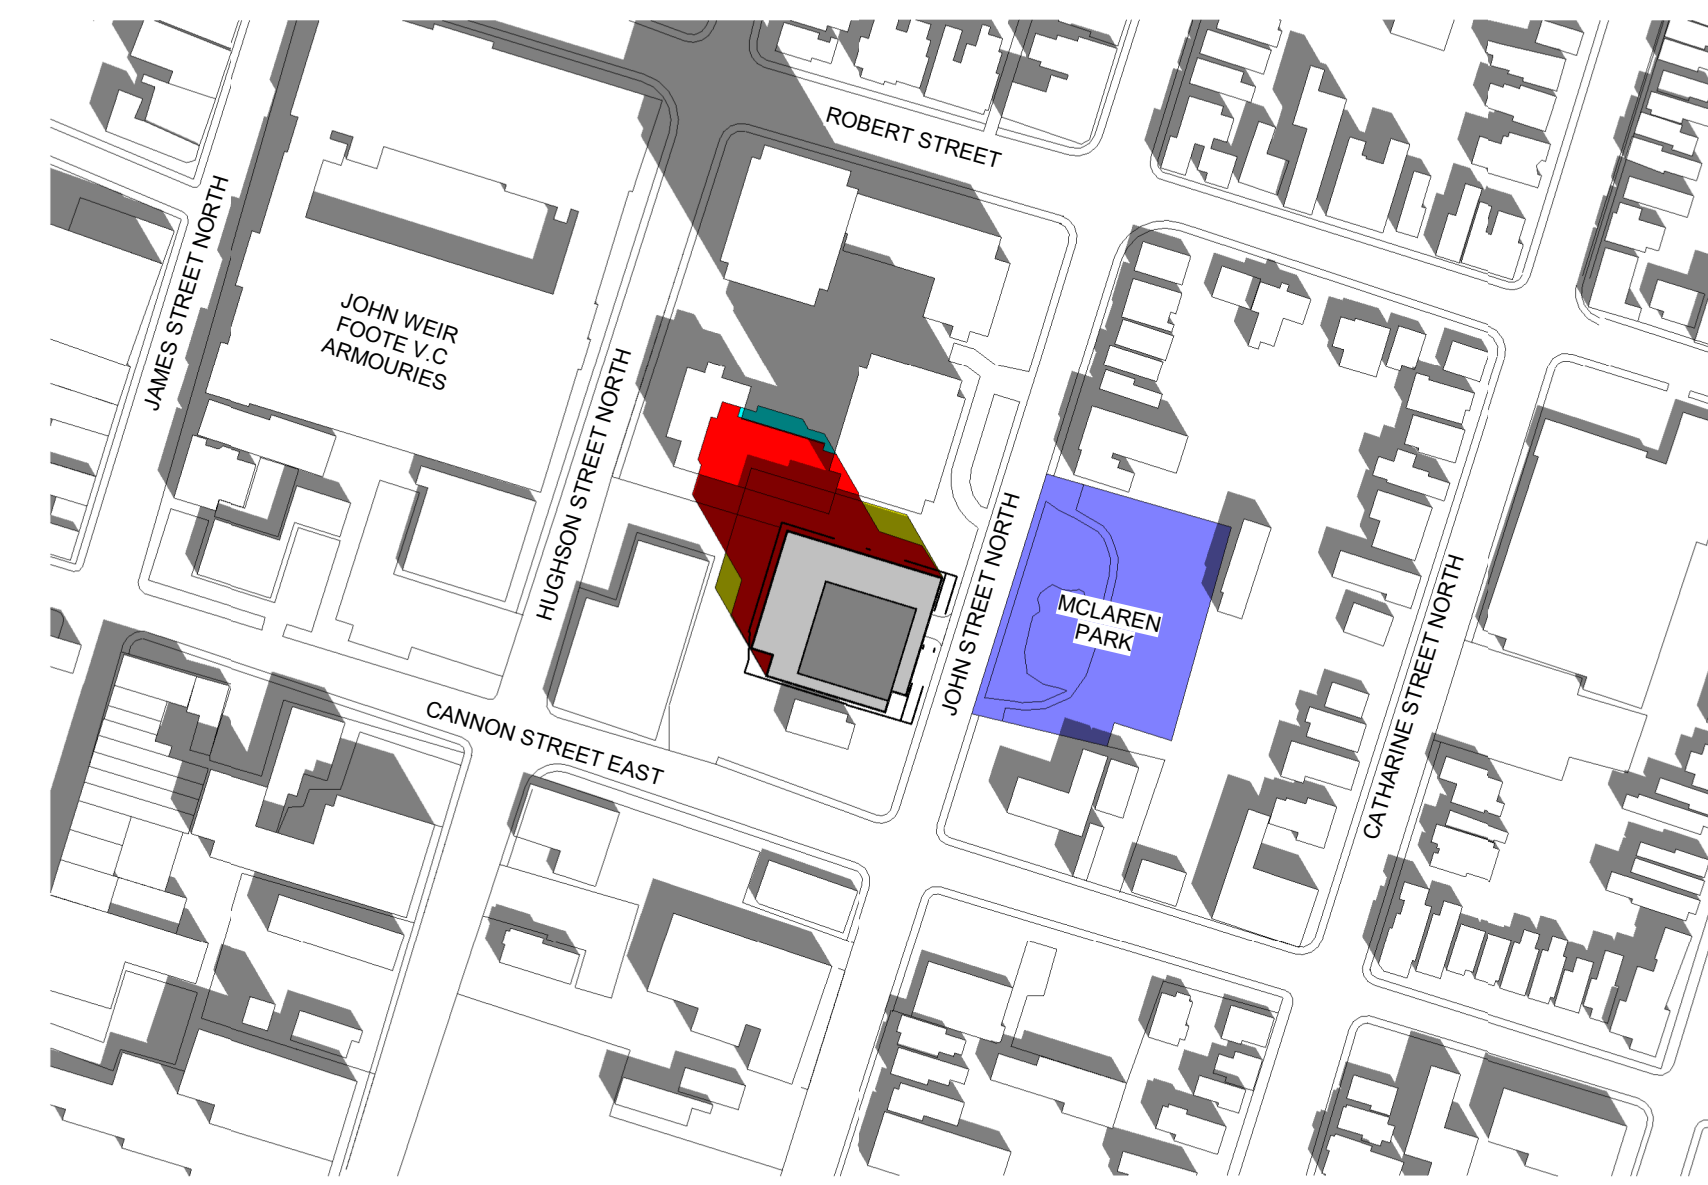 ROBERT STREET
JAMES STREET NORTH
JOHN WEIR
FOOTE V.C
ARMOURIES
HUGHSON STREET NORTH
JOHN STREET NORTH
MCLAREN
PARK
CATHARINE STREET NORTH
CANNON STREET EAST